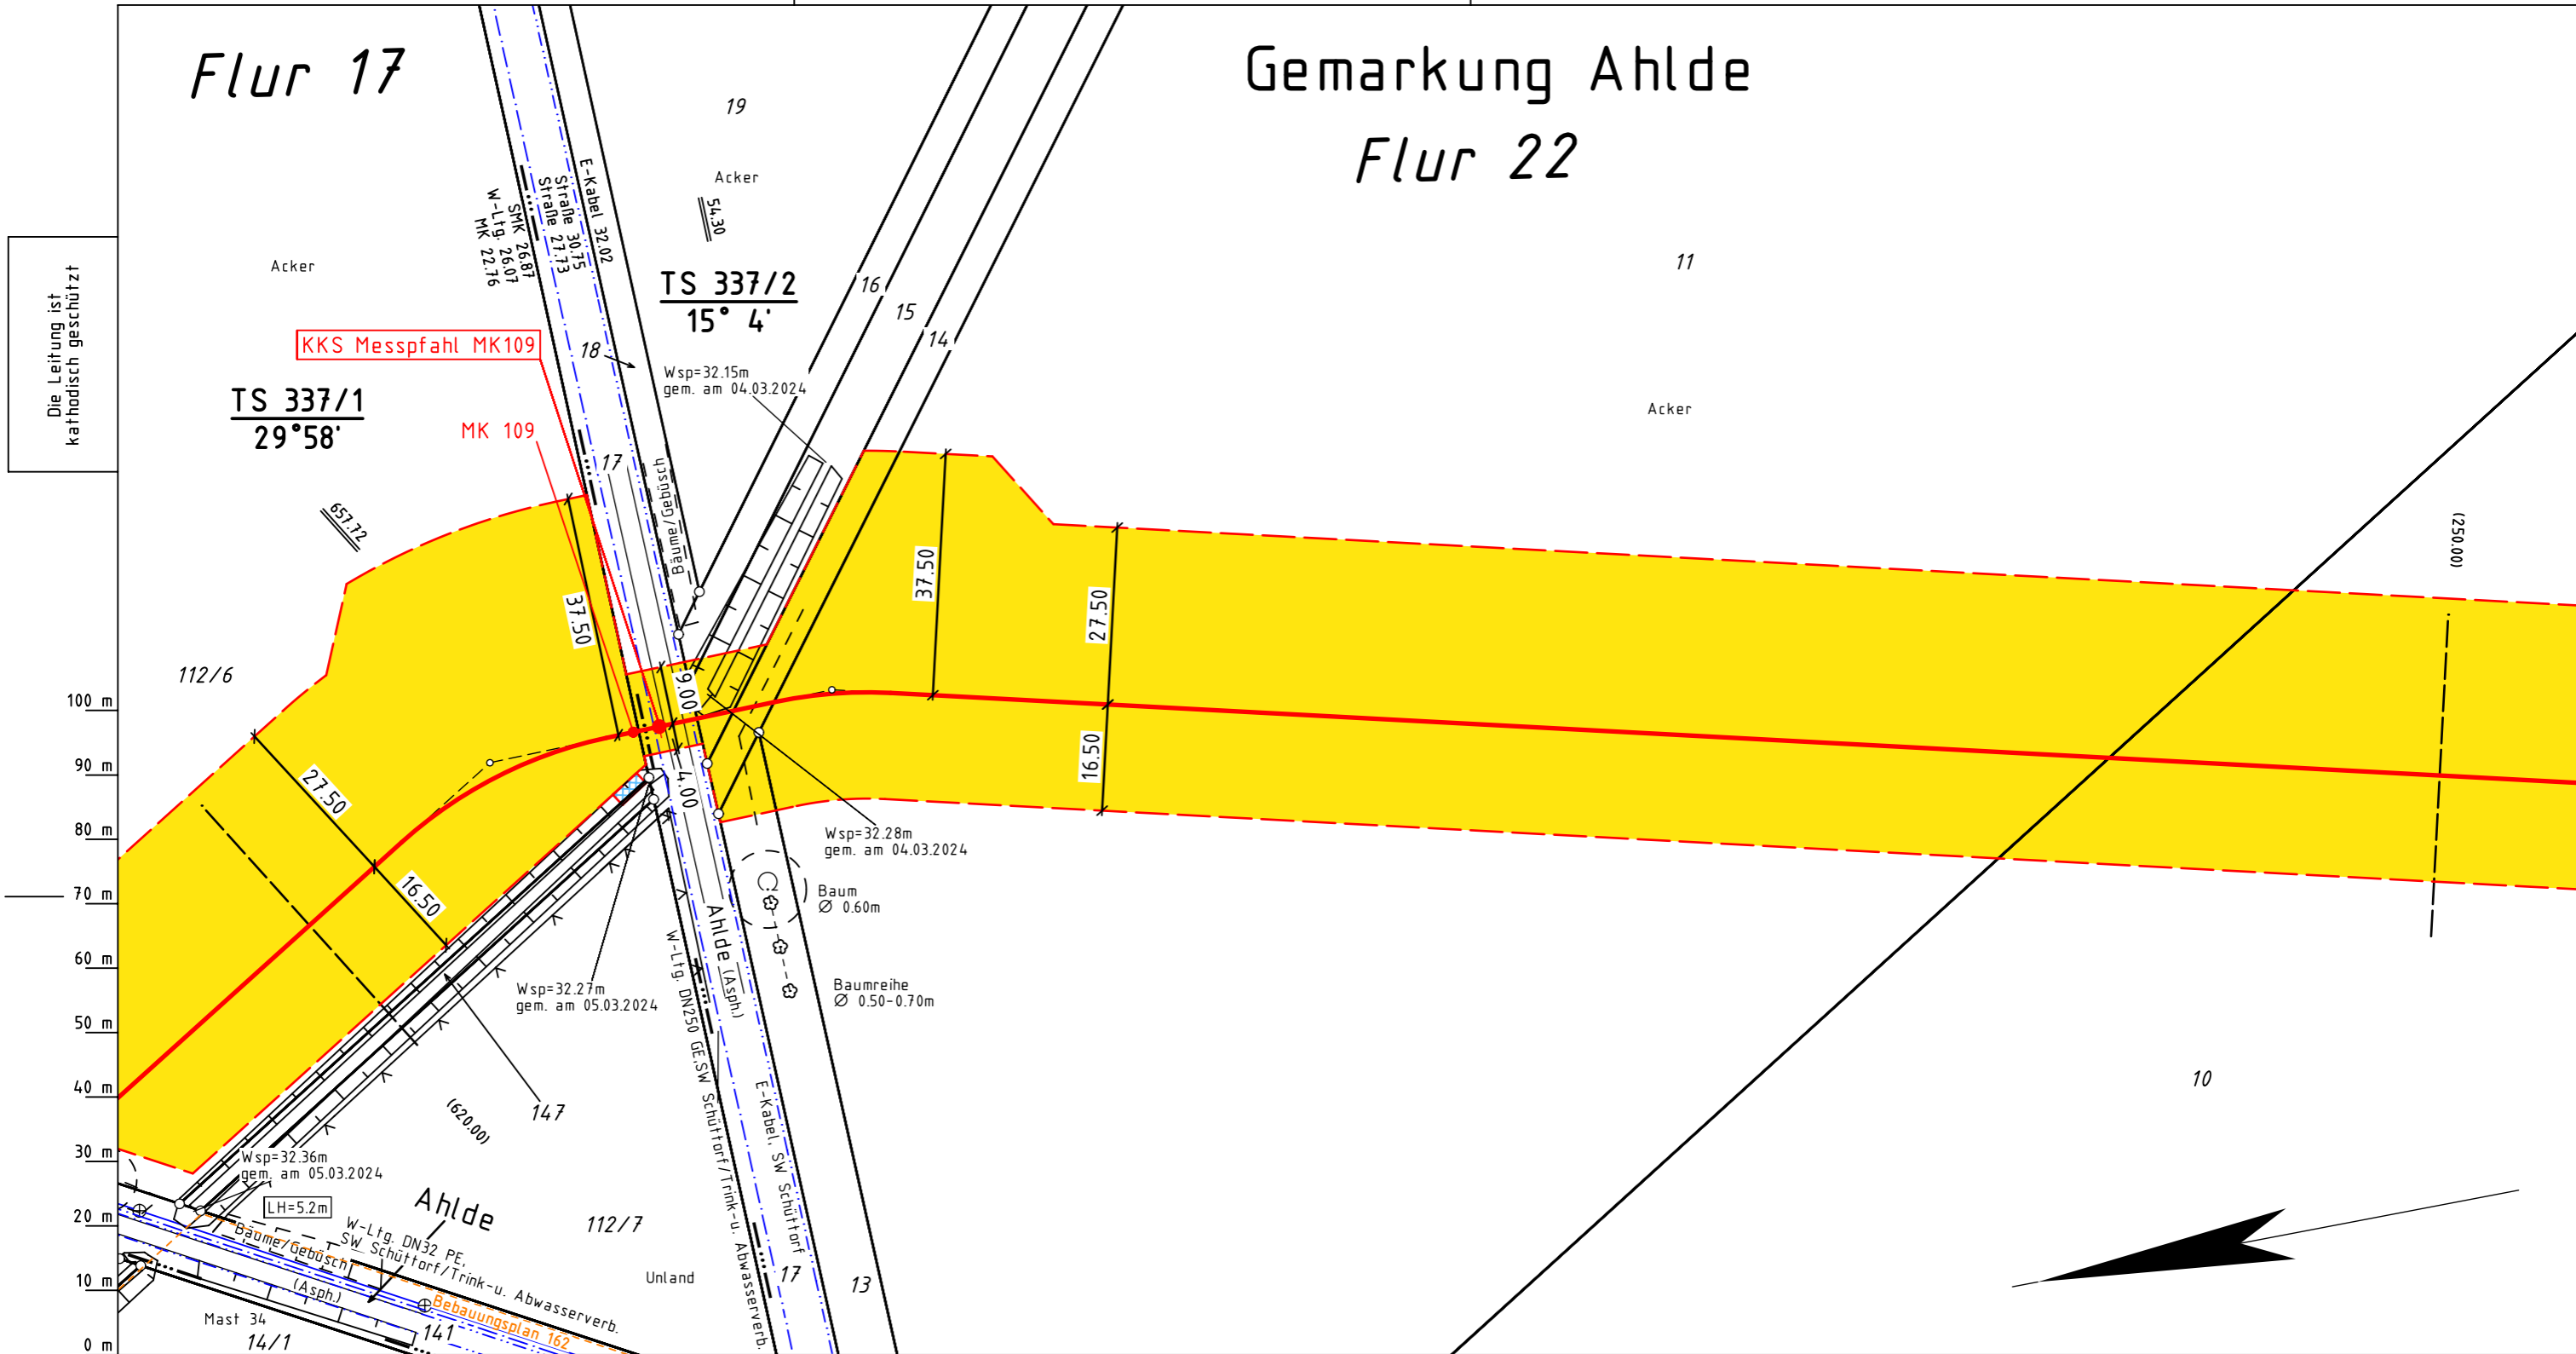 Flur 17
Gemarkung Ahlde
Flur 22
19
Acker
54.30
E-Kabel 32.02
Straße 30.75
Straße 27.73
SMK 26.87
W-Ltg. 26.07
MK 22.76
Acker
11
Die Leitung ist
kathodisch geschützt
TS 337/2
15° 4'
16
15
14
KKS Messpfahl MK109
18
Wsp=32.15m
gem. am 04.03.2024
TS 337/1
29°58'
Acker
MK 109
17
Bäume/Gebüsch
657.72
(250.00)
37.50
37.50
27.50
112/6
9.00
100 m
16.50
90 m
27.50
4.00
80 m
Wsp=32.28m
gem. am 04.03.2024
70 m
16.50
Baum
Ø 0.60m
Ahlde (Asph.)
60 m
Wsp=32.27m
gem. am 05.03.2024
Baumreihe
Ø 0.50-0.70m
50 m
W-Ltg. DN250 GE,SW Schüttorf/Trink-u. Abwasserverb.
E-Kabel, SW Schüttorf
40 m
147
(620.00)
10
30 m
Wsp=32.36m
gem. am 05.03.2024
LH=5.2m
Ahlde
20 m
112/7
Bäume/Gebüsch
W-Ltg. DN32 PE,
SW Schüttorf/Trink-u. Abwasserverb.
Unland
17
13
10 m
(Asph.)
Bebauungsplan 162
Mast 34
141
14/1
0 m